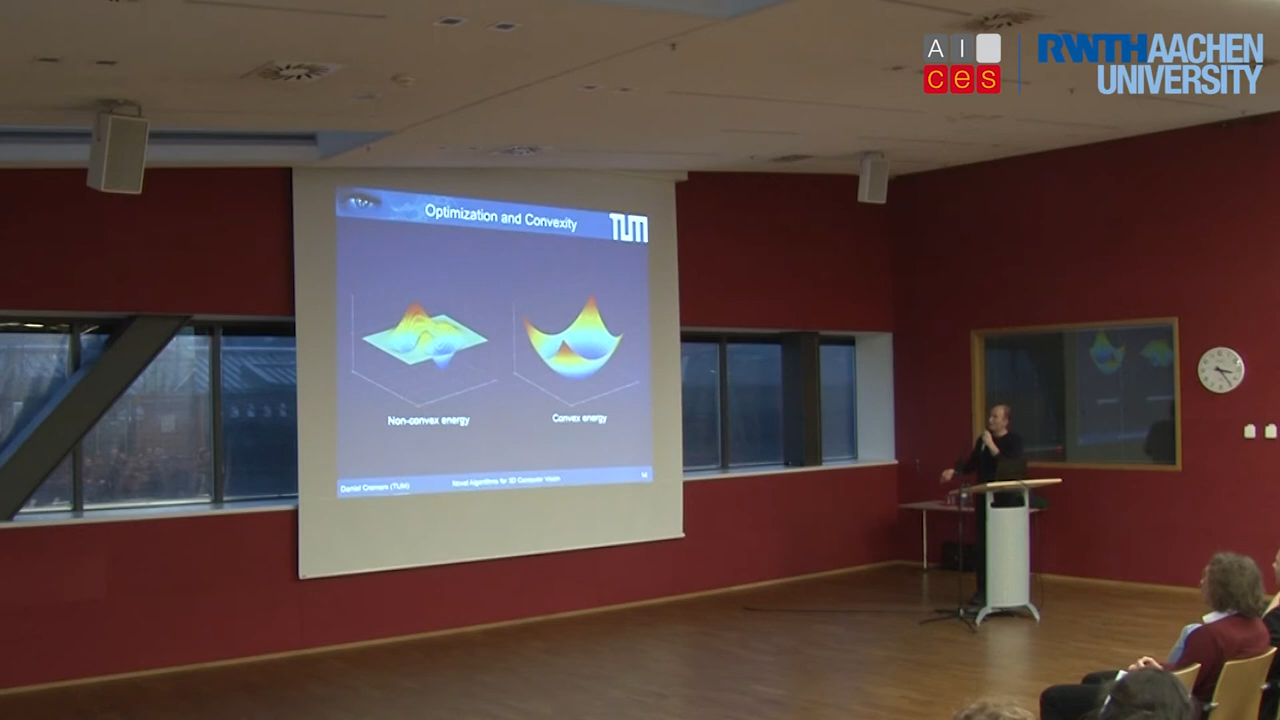 AI
ces
RWTHAACHEN
UNIVERSITY
Optimization and Convexity
TUM
Non-convex energy
Convex energy
Daniel Cremers (TUM)
Novel Algorithms for 3D Computer Vision
14